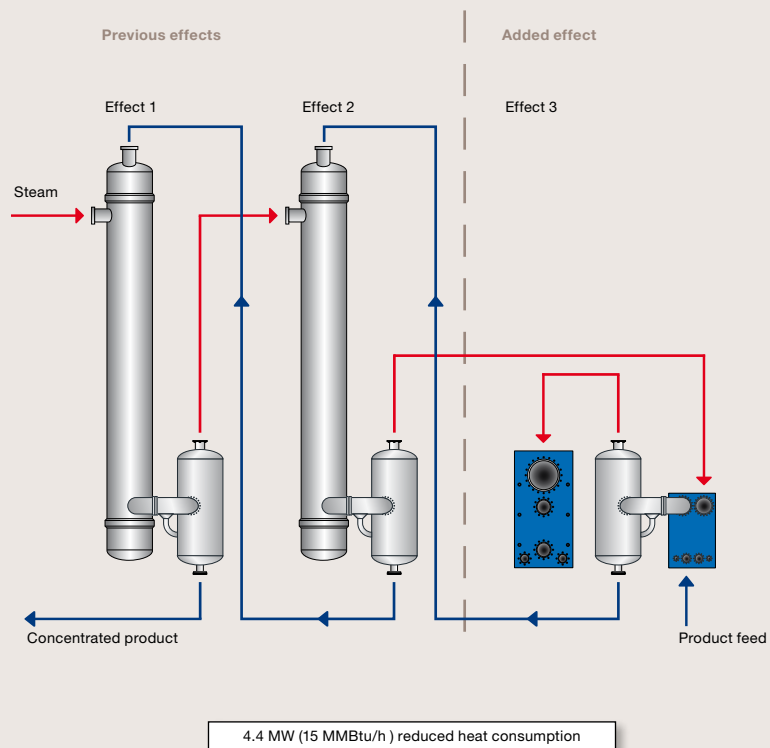 Previous effects
Added effect
Effect 1
Effect 2
Effect 3
Steam
Concentrated product
Product feed
4.4 MW (15 MMBtu/h ) reduced heat consumption